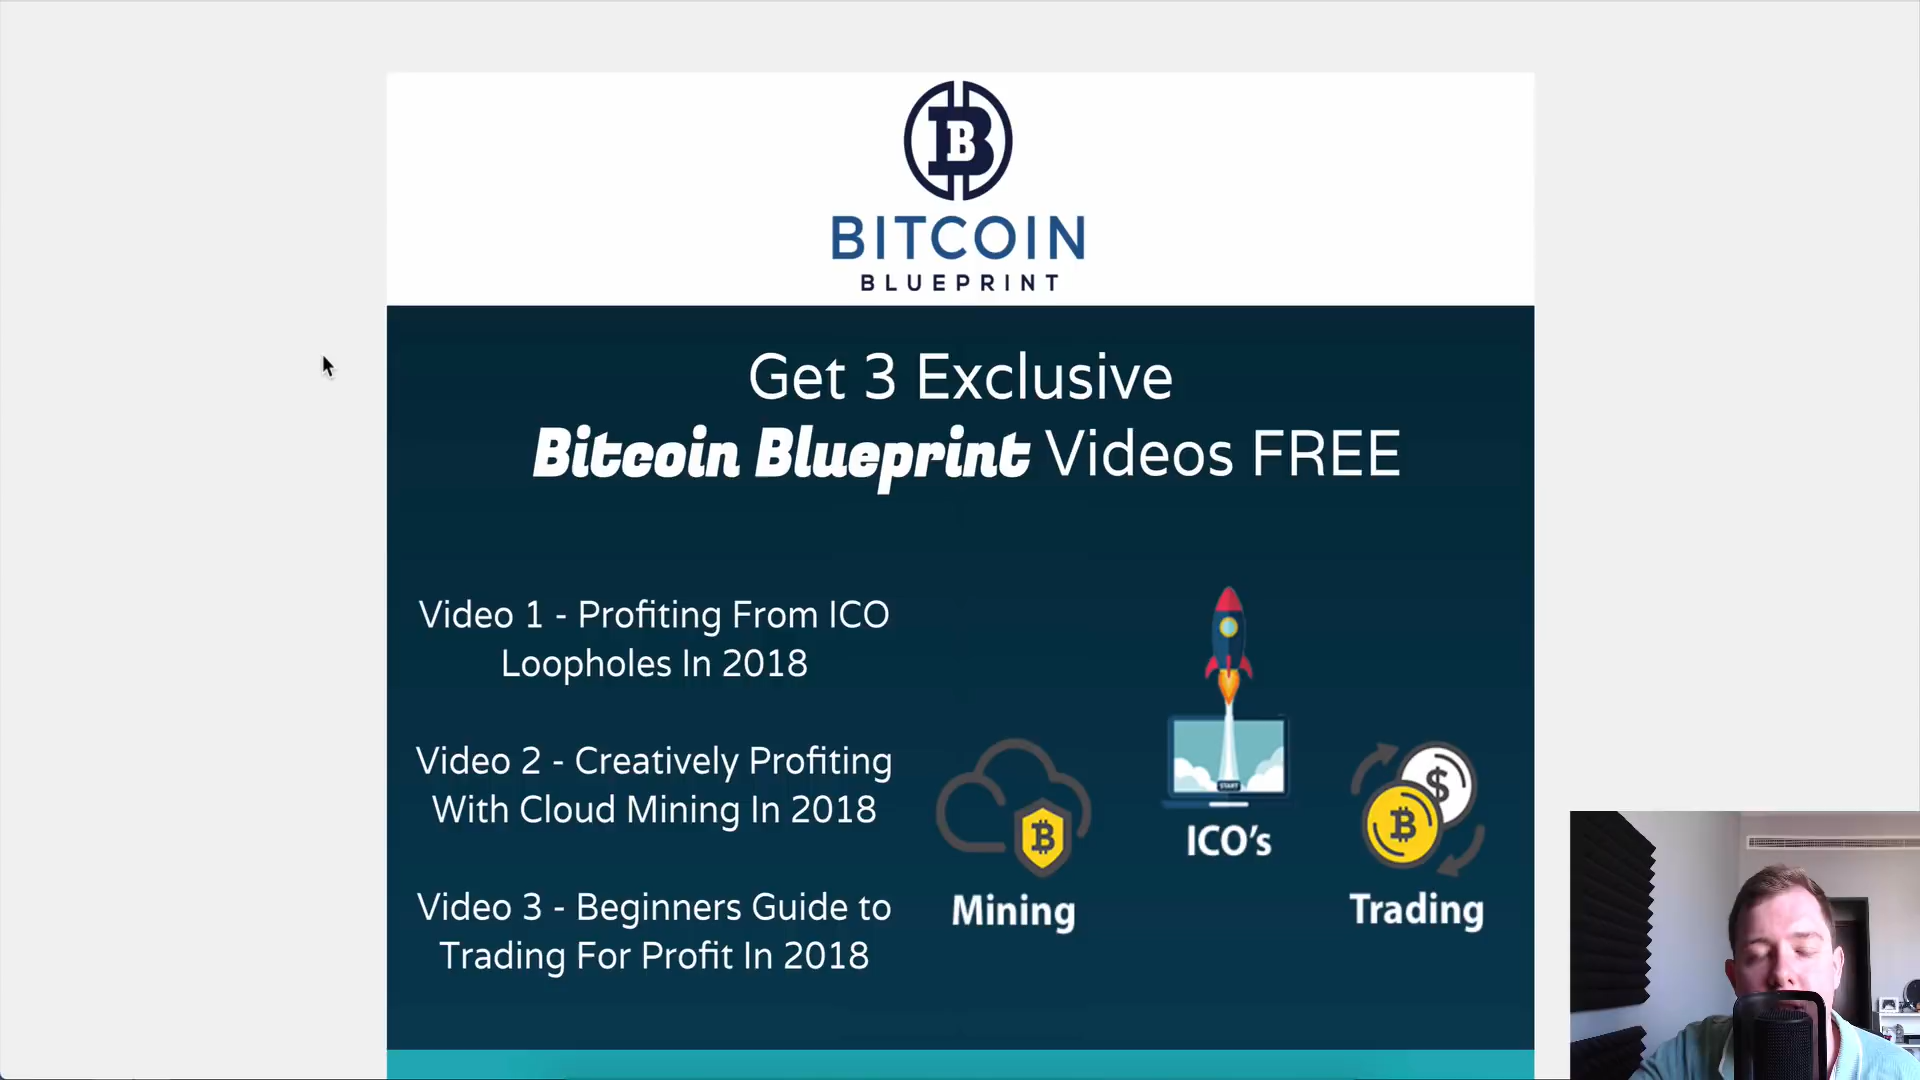 BITCOIN
BLUEPRINT
Get 3 Exclusive
Bitcoin Blueprint Videos FREE
Video 1 - Profiting From ICO
Loopholes In 2018
Video 2 - Creatively Profiting
With Cloud Mining In 2018
Video 3 - Beginners Guide to
Trading For Profit In 2018
START
ICO's
Mining
Trading